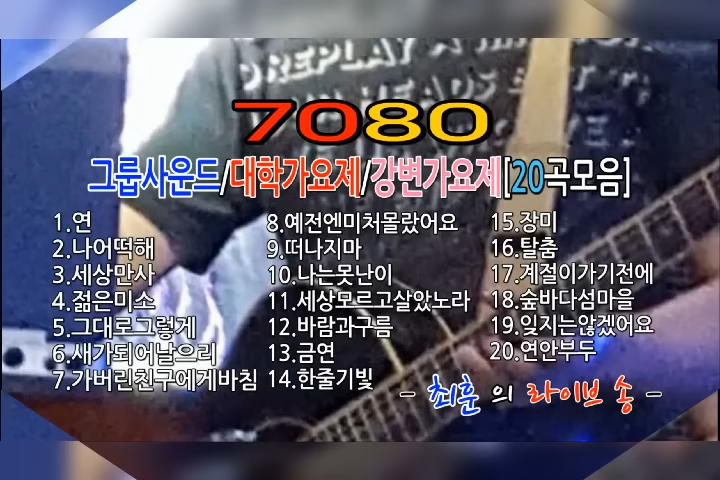 7080
그룹사운드/대학가요제/강변가요제[20곡모음]
1.연
2.나어떡해
3.세상만사
4.젊은미소
5.그대로그렇게
6.새가되어날으리
7.가버린친구에게바침
8.예전엔미처몰랐어요
9.떠나지마
10.나는못난이
11.세상모르고살았노라
12.바람과구름
13.금연
14.한줄기빛
15.장미
16.탈춤
17.계절이가기전에
18.숲바다섬마을
19.잊지는않겠어요
20.연안부두
- 최훈 의 라이브 송 -